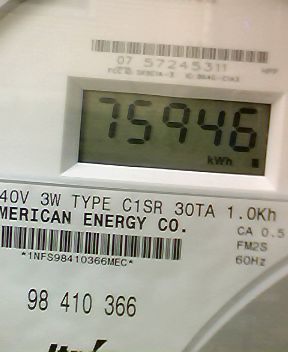 07 57245311
75946
kWh
40V 3W TYPE C1SR 30TA 1.0Kh
MERICAN ENERGY CO.
CA 0.5
FM2S
60Hz
*1NFS98410366MEC*
98 410 366